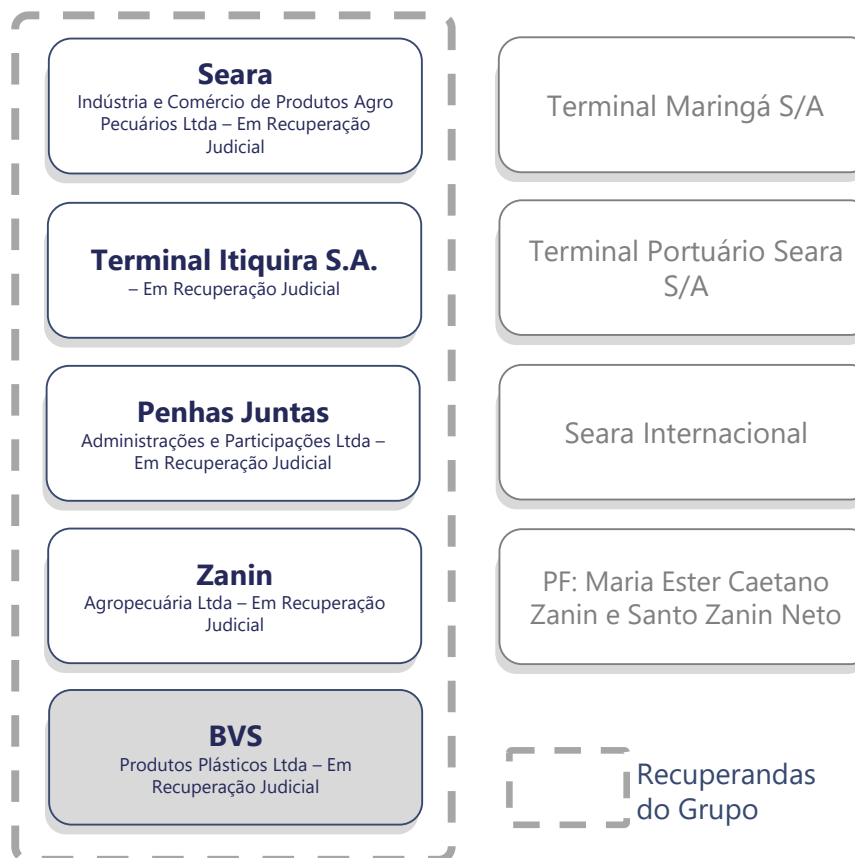 Seara
Indústria e Comércio de Produtos Agro
Pecuários Ltda – Em Recuperação
Judicial
Terminal Itiquira S.A.
– Em Recuperação Judicial
Penhas Juntas
Administrações e Participações Ltda –
Em Recuperação Judicial
Zanin
Agropecuária Ltda – Em Recuperação
Judicial
BVS
Produtos Plásticos Ltda – Em
Recuperação Judicial
Terminal Maringá S/A
Terminal Portuário Seara
S/A
Seara Internacional
PF: Maria Ester Caetano
Zanin e Santo Zanin Neto
Recuperandas
do Grupo